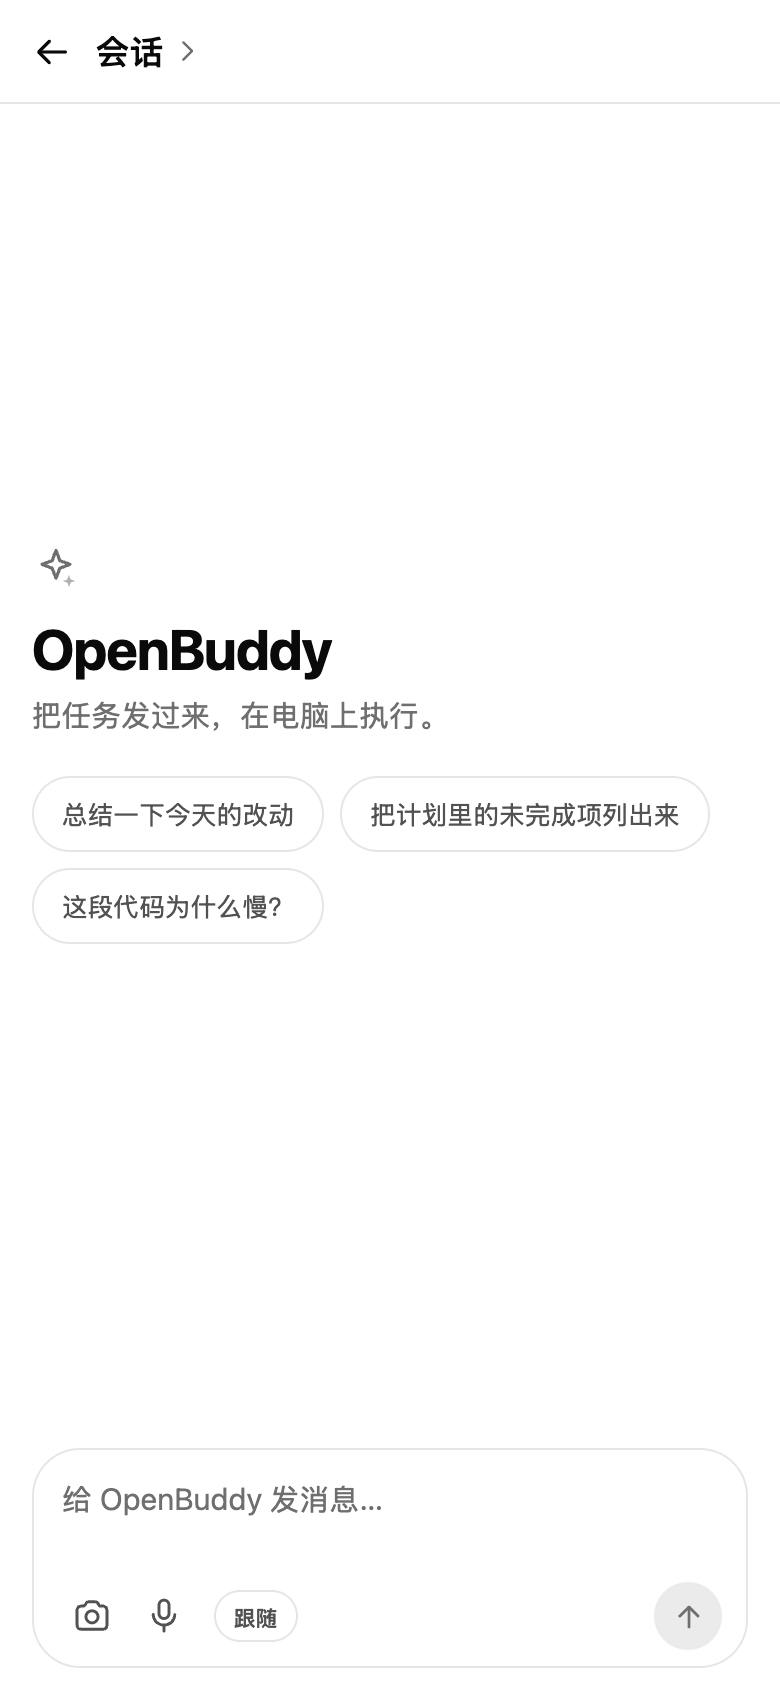 会话
OpenBuddy
把任务发过来，在电脑上执行。
总结一下今天的改动
把计划里的未完成项列出来
这段代码为什么慢？
给 OpenBuddy 发消息...
跟随